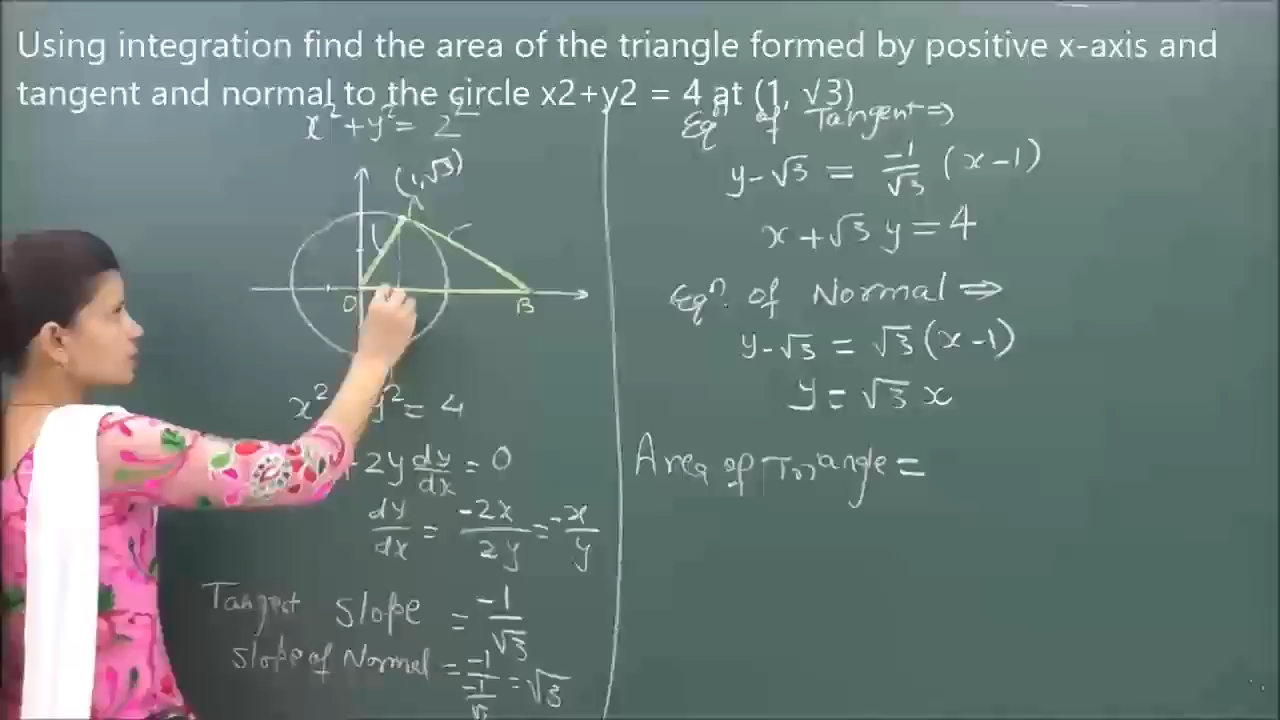 Using integration find the area of the triangle formed by positive x-axis and
tangent and normal to the circle x2+y2 = 4 at (1, √3)
x² + y² = 2²
(1, √3)
O
B
x² y² = 4
2y dy/dx = 0
dy/dx = -2x/2y = -x/y
Tangent slope = -1/√3
Slope of Normal = -1/(-1/√3) = √3
Eqⁿ of Tangent ⇒
y-√3 = -1/√3 (x-1)
x+√3 y = 4
Eqⁿ. of Normal ⇒
y-√3 = √3(x-1)
y = √3 x
Area of Triangle =